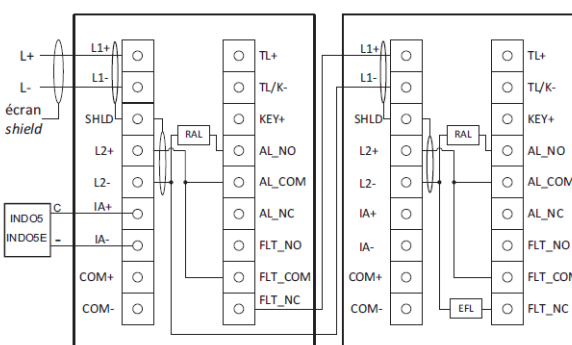 L+
L-
écran
shield
INDO5
INDO5E
C
-
L1+
L1-
SHLD
L2+
L2-
IA+
IA-
COM+
COM-
RAL
TL+
TL/K-
KEY+
AL_NO
AL_COM
AL_NC
FLT_NO
FLT_COM
FLT_NC
L1+
L1-
SHLD
L2+
L2-
IA+
IA-
COM+
COM-
RAL
EFL
TL+
TL/K-
KEY+
AL_NO
AL_COM
AL_NC
FLT_NO
FLT_COM
FLT_NC